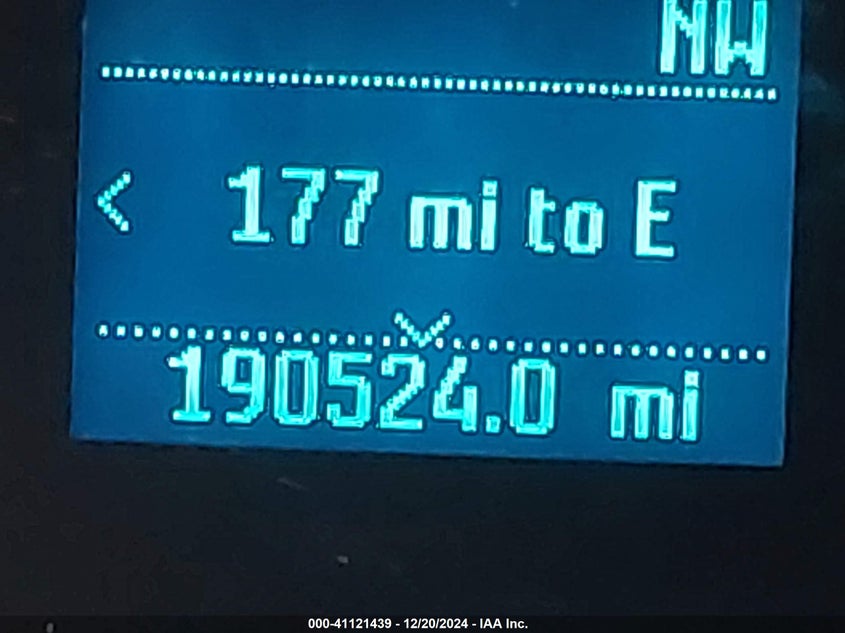 NW
< 177 mi to E
190524.0 mi
000-41121439 - 12/20/2024 - IAA Inc.